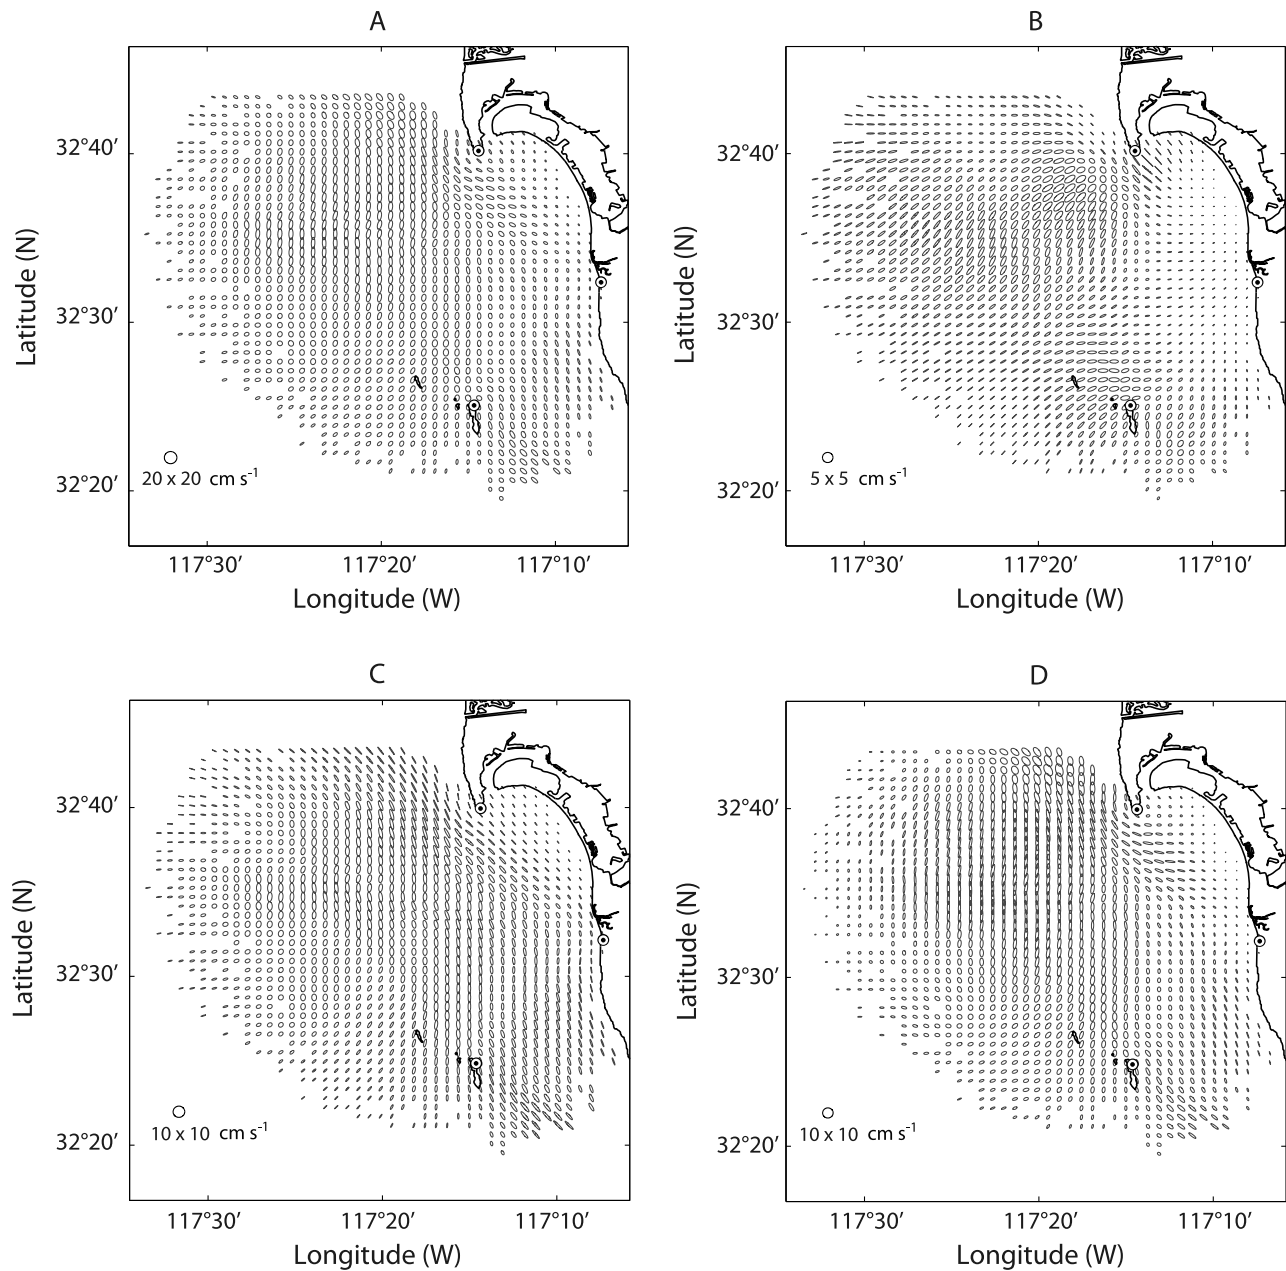 A
B
32°40′
32°30′
32°20′
Latitude (N)
20 x 20 cm s-1
117°30′
117°20′
117°10′
Longitude (W)
32°40′
32°30′
32°20′
Latitude (N)
5 x 5 cm s-1
117°30′
117°20′
117°10′
Longitude (W)
C
D
32°40′
32°30′
32°20′
Latitude (N)
10 x 10 cm s-1
117°30′
117°20′
117°10′
Longitude (W)
32°40′
32°30′
32°20′
Latitude (N)
10 x 10 cm s-1
117°30′
117°20′
117°10′
Longitude (W)